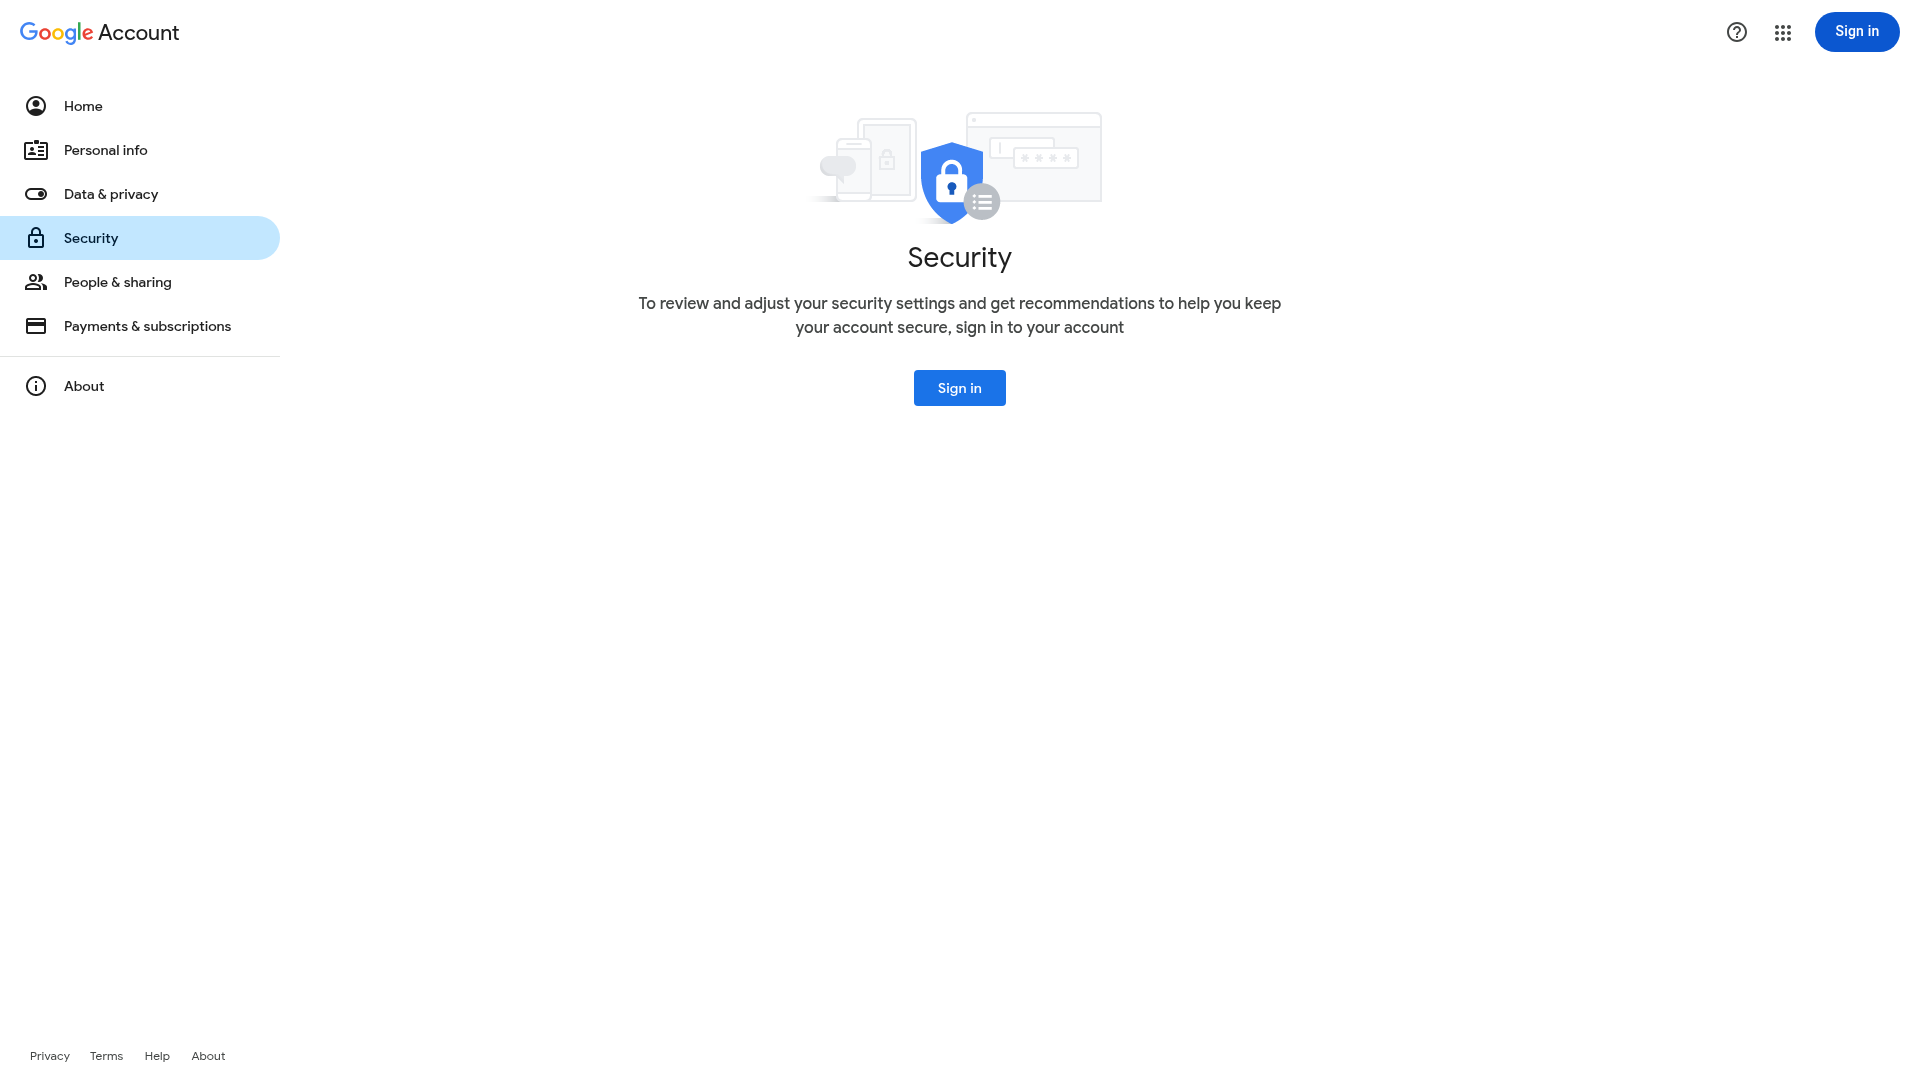 Google Account
Sign in
Home
Personal info
Data & privacy
Security
People & sharing
Payments & subscriptions
About
Security
To review and adjust your security settings and get recommendations to help you keep
your account secure, sign in to your account
Sign in
Privacy Terms Help About